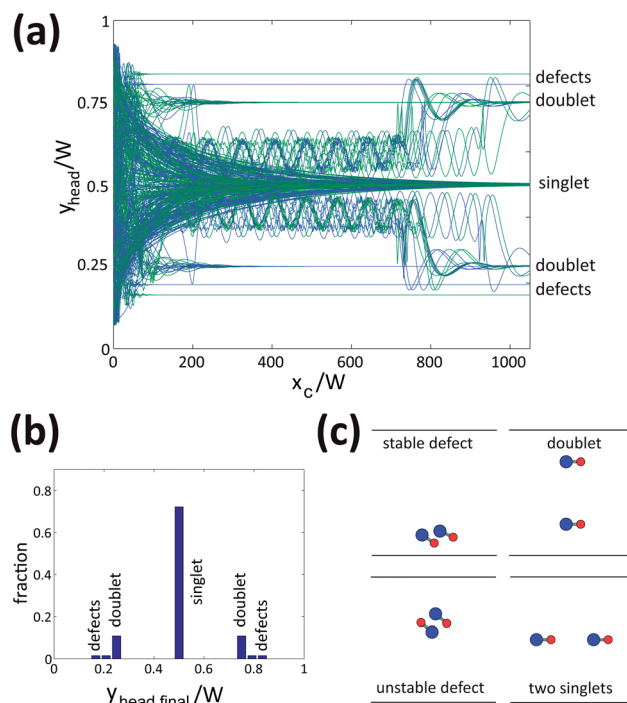 (a)
1
0.75
0.5
0.25
0
y_head/W
defects
doublet
singlet
doublet
defects
0 200 400 600 800 1000
x_c/W
(b)
0.8
0.6
0.4
0.2
0
fraction
defects
doublet
singlet
doublet
defects
0 0.2 0.4 0.6 0.8 1
y_head final/W
(c)
stable defect doublet
unstable defect two singlets